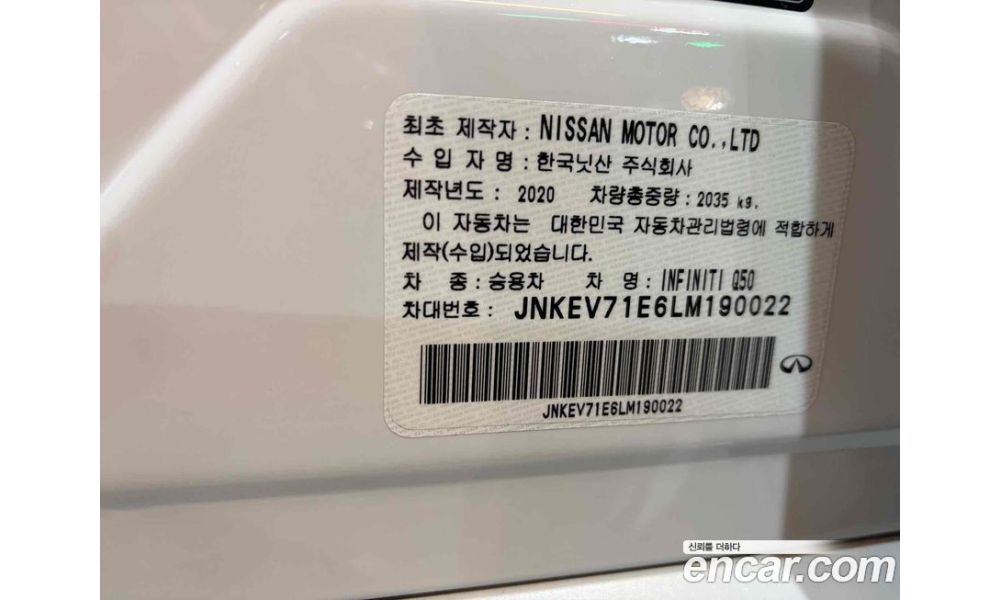 최초 제작자 : NISSAN MOTOR CO.,LTD
수 입 자 명 : 한국닛산 주식회사
제작년도 : 2020 차량총중량 : 2035 kg.
이 자동차는 대한민국 자동차관리법령에 적합하게
제작(수입)되었습니다.
차 종 : 승용차 차 명 : INFINITI Q50
차대번호 : JNKEV71E6LM190022
JNKEV71E6LM190022
신뢰를 더하다
encar.com